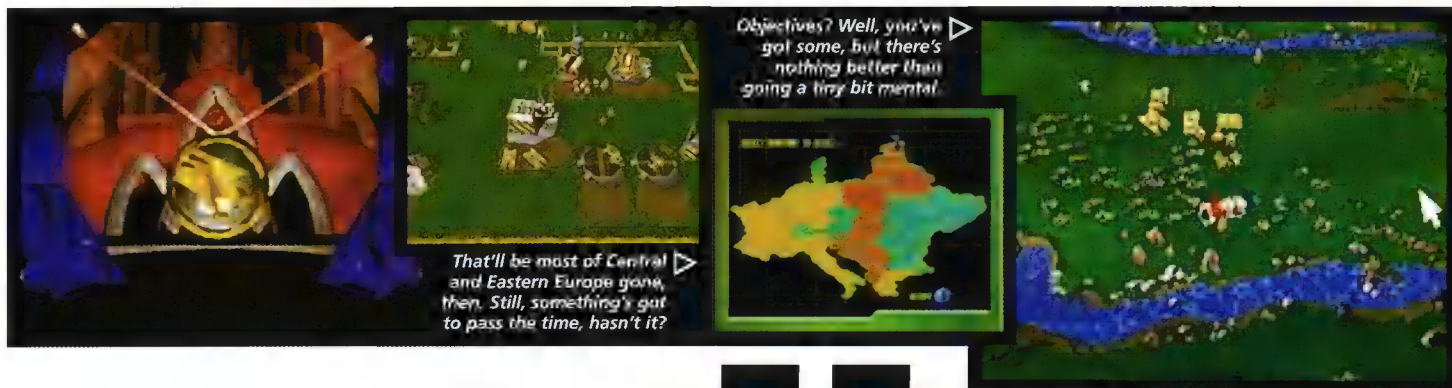 Objectives? Well, you've
got some, but there's
nothing better than
going a tiny bit mental.
That'll be most of Central
and Eastern Europe gone,
then. Still, something's got
to pass the time, hasn't it?